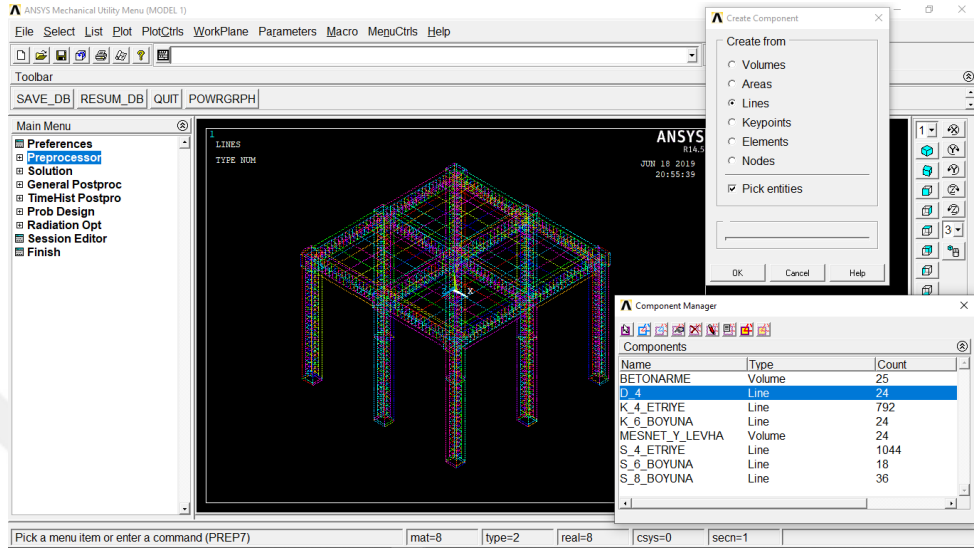 ANSYS Mechanical Utility Menu (MODEL 1)
File Select List Plot PlotCtrls WorkPlane Parameters Macro MenuCtrls Help
Toolbar
SAVE_DB RESUM_DB QUIT POWRGRPH
Main Menu
Preferences
Preprocessor
Solution
General Postproc
TimeHist Postpro
Prob Design
Radiation Opt
Session Editor
Finish
1
LINES
TYPE NUM
ANSYS
R14.5
JUN 18 2019
20:55:39
X
Create Component
Create from
Volumes
Areas
Lines
Keypoints
Elements
Nodes
Pick entities
OK Cancel Help
1
3
Component Manager
Components
Name Type Count
BETONARME Volume 25
D_4 Line 24
K_4_ETRIYE Line 792
K_6_BOYUNA Line 24
MESNET_Y_LEVHA Volume 24
S_4_ETRIYE Line 1044
S_6_BOYUNA Line 18
S_8_BOYUNA Line 36
Pick a menu item or enter a command (PREP7) mat=8 type=2 real=8 csys=0 secn=1